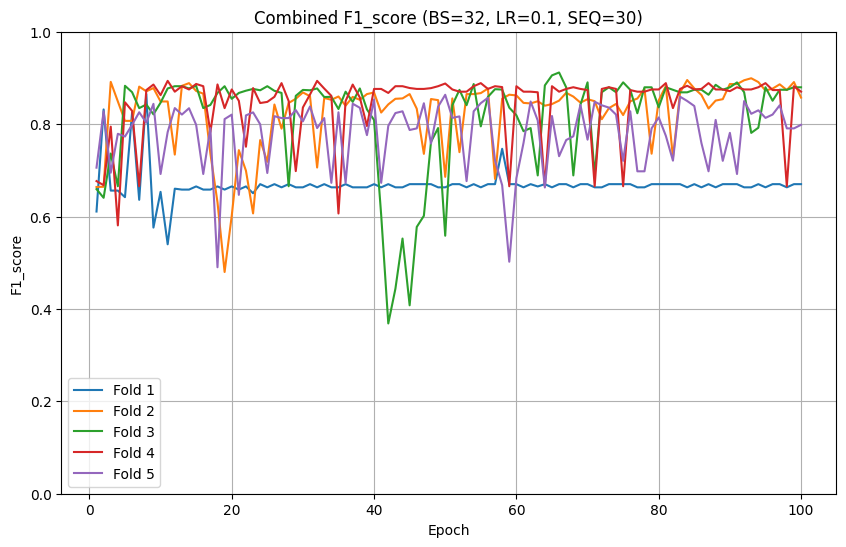 Combined F1_score (BS=32, LR=0.1, SEQ=30)
F1_score
1.0
0.8
0.6
0.4
0.2
0.0
Fold 1
Fold 2
Fold 3
Fold 4
Fold 5
0 20 40 60 80 100
Epoch